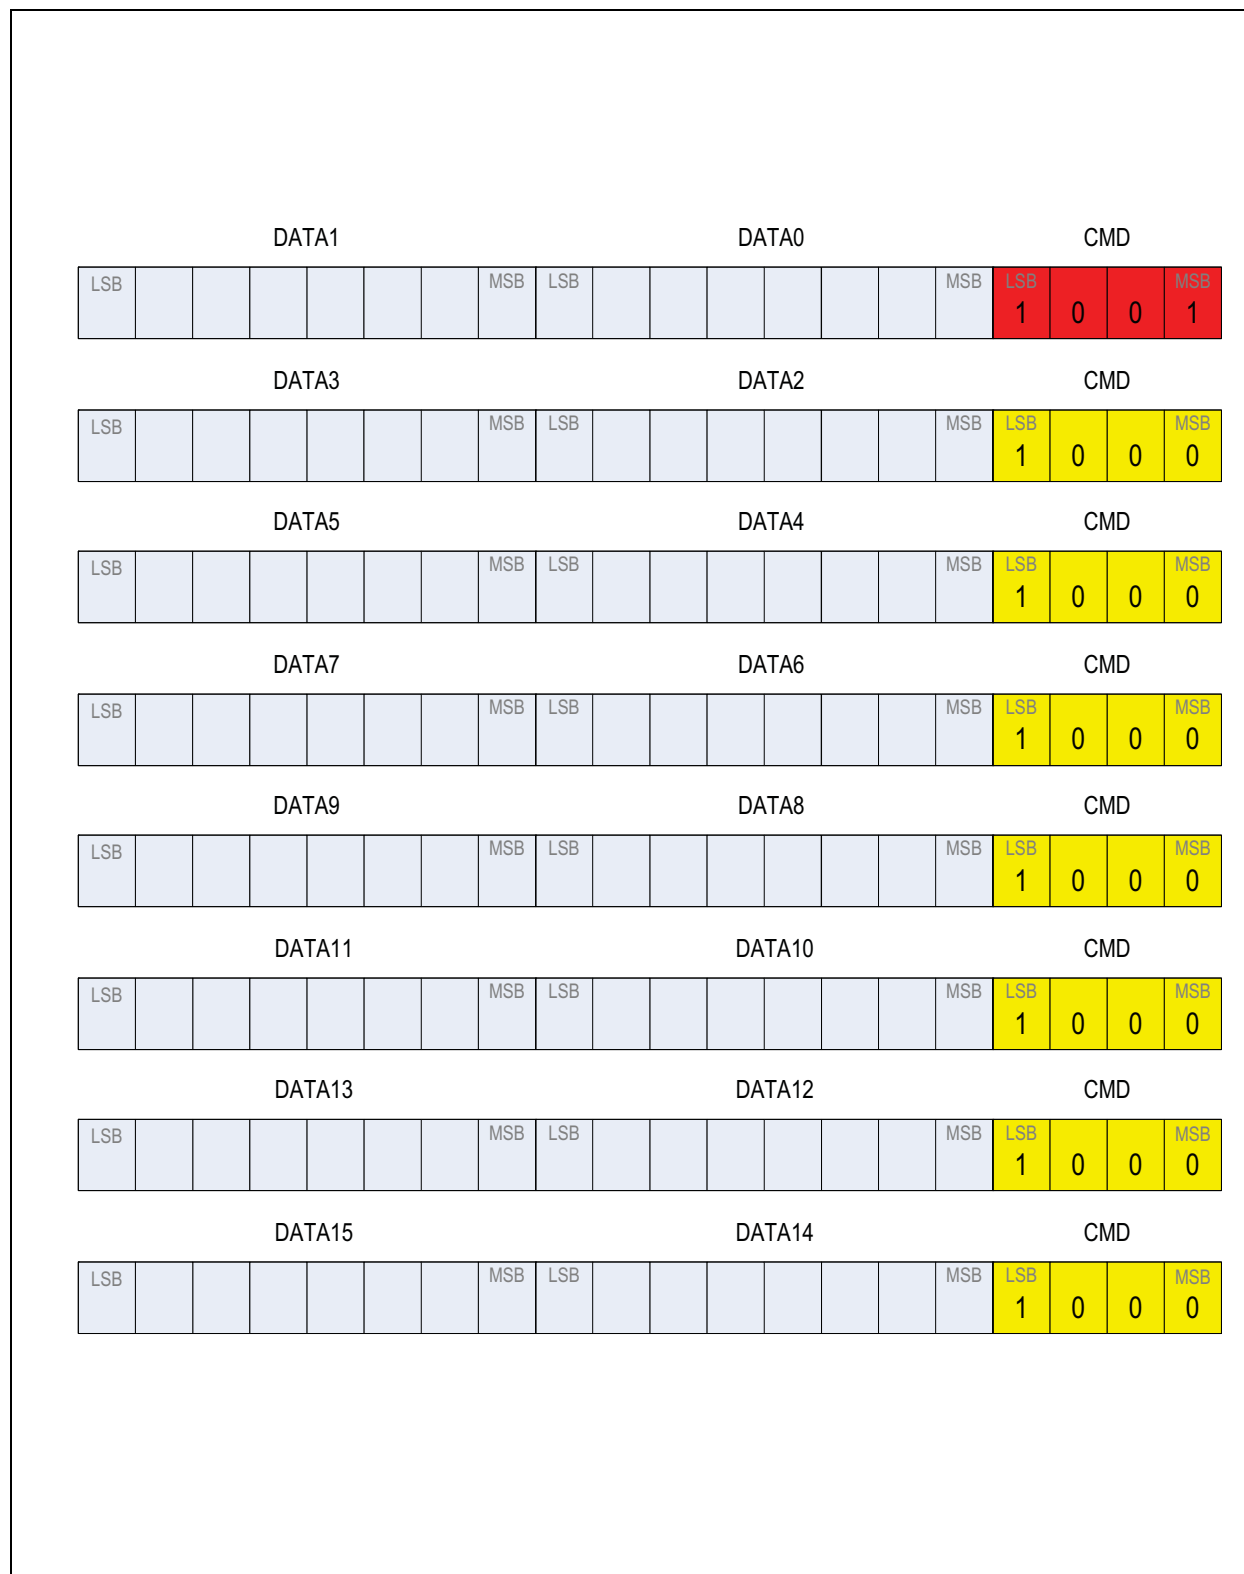 DATA1 DATA0 CMD
LSB MSB LSB MSB LSB MSB
1 0 0 1
DATA3 DATA2 CMD
LSB MSB LSB MSB LSB MSB
1 0 0 0
DATA5 DATA4 CMD
LSB MSB LSB MSB LSB MSB
1 0 0 0
DATA7 DATA6 CMD
LSB MSB LSB MSB LSB MSB
1 0 0 0
DATA9 DATA8 CMD
LSB MSB LSB MSB LSB MSB
1 0 0 0
DATA11 DATA10 CMD
LSB MSB LSB MSB LSB MSB
1 0 0 0
DATA13 DATA12 CMD
LSB MSB LSB MSB LSB MSB
1 0 0 0
DATA15 DATA14 CMD
LSB MSB LSB MSB LSB MSB
1 0 0 0